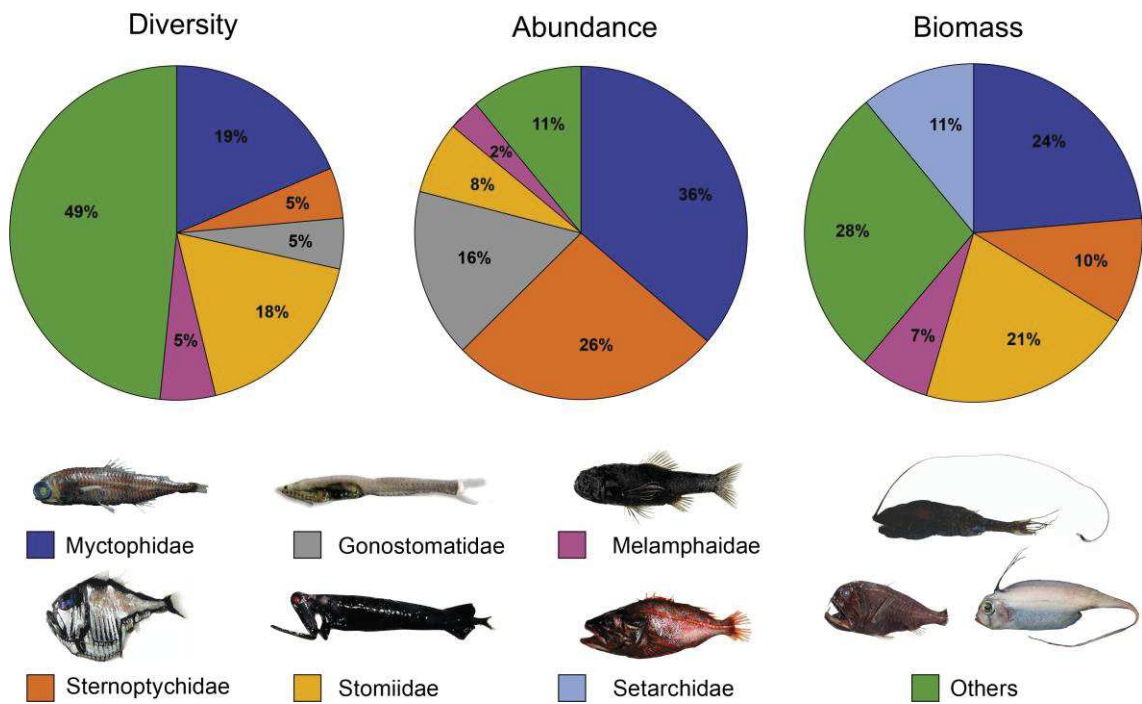 Diversity
Abundance
Biomass
19%
5%
5%
18%
5%
49%
36%
26%
16%
8%
2%
11%
24%
10%
21%
7%
28%
11%
Myctophidae
Gonostomatidae
Melamphaidae
Sternoptychidae
Stomiidae
Setarchidae
Others